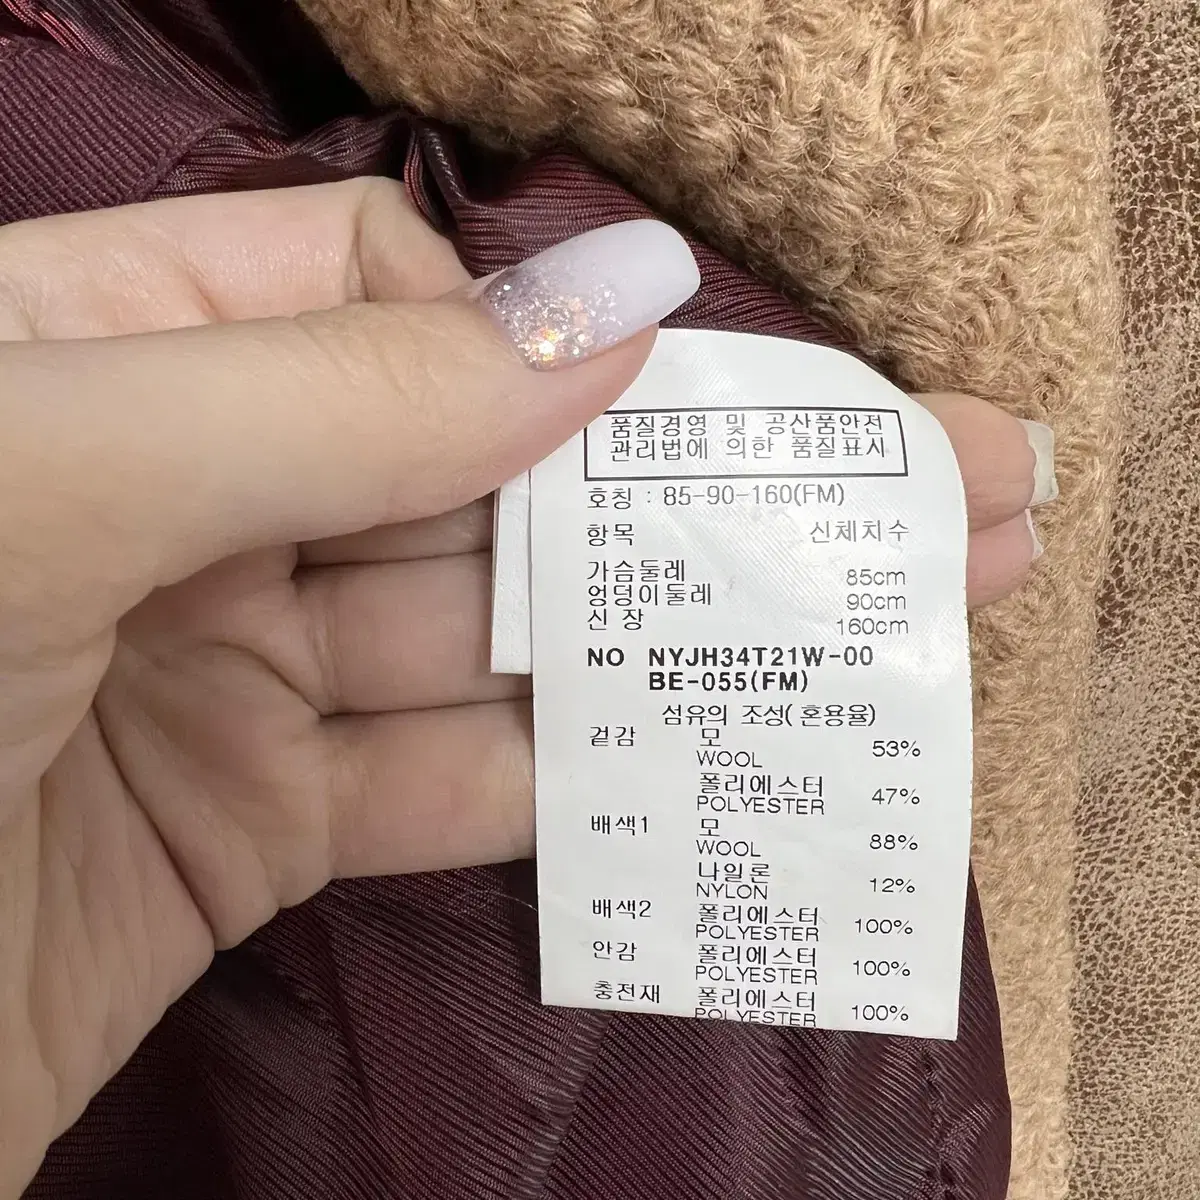 품질경영 및 공산품안전
관리법에 의한 품질표시
호칭 : 85-90-160(FM)
항목 신체치수
가슴둘레 85cm
엉덩이둘레 90cm
신 장 160cm
NO NYJH34T21W-00
BE-055(FM)
섬유의 조성( 혼용율)
겉감 모 53%
WOOL
폴리에스터 47%
POLYESTER
배색1 모 88%
WOOL
나일론 12%
NYLON
배색2 폴리에스터 100%
POLYESTER
안감 폴리에스터 100%
POLYESTER
충전재 폴리에스터 100%
POLYESTER